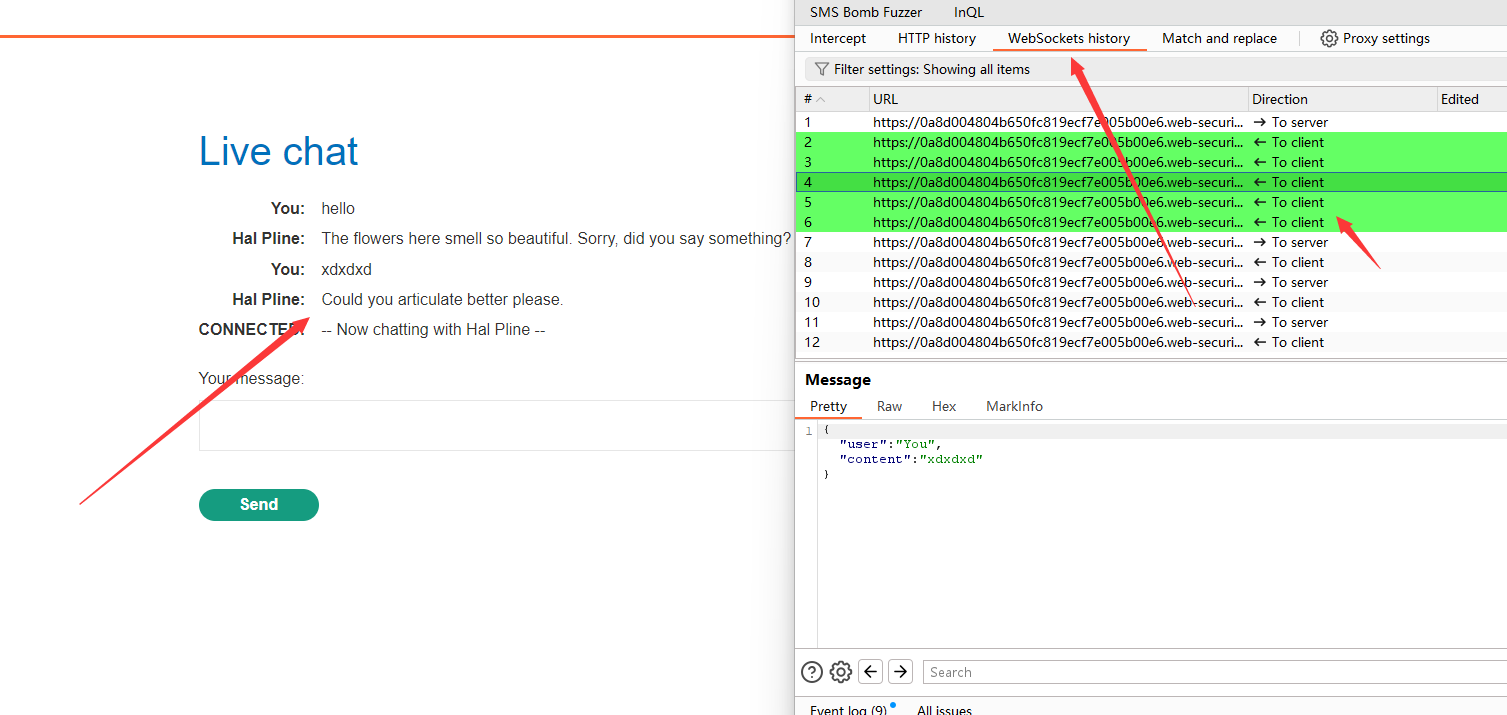 Live chat
You: hello
Hal Pline: The flowers here smell so beautiful. Sorry, did you say something?
You: xdxdxd
Hal Pline: Could you articulate better please.
CONNECTED: -- Now chatting with Hal Pline --
Your message:
Send
SMS Bomb Fuzzer InQL
Intercept HTTP history WebSockets history Match and replace Proxy settings
Filter settings: Showing all items
# URL Direction Edited
1 https://0a8d004804b650fc819ecf7e005b00e6.web-securi... → To server
2 https://0a8d004804b650fc819ecf7e005b00e6.web-securi... ← To client
3 https://0a8d004804b650fc819ecf7e005b00e6.web-securi... ← To client
4 https://0a8d004804b650fc819ecf7e005b00e6.web-securi... ← To client
5 https://0a8d004804b650fc819ecf7e005b00e6.web-securi... ← To client
6 https://0a8d004804b650fc819ecf7e005b00e6.web-securi... ← To client
7 https://0a8d004804b650fc819ecf7e005b00e6.web-securi... → To server
8 https://0a8d004804b650fc819ecf7e005b00e6.web-securi... ← To client
9 https://0a8d004804b650fc819ecf7e005b00e6.web-securi... → To server
10 https://0a8d004804b650fc819ecf7e005b00e6.web-securi... ← To client
11 https://0a8d004804b650fc819ecf7e005b00e6.web-securi... → To server
12 https://0a8d004804b650fc819ecf7e005b00e6.web-securi... ← To client
Message
Pretty Raw Hex MarkInfo
1 {
"user":"You",
"content":"xdxdxd"
}
Search
Event log (9) All issues